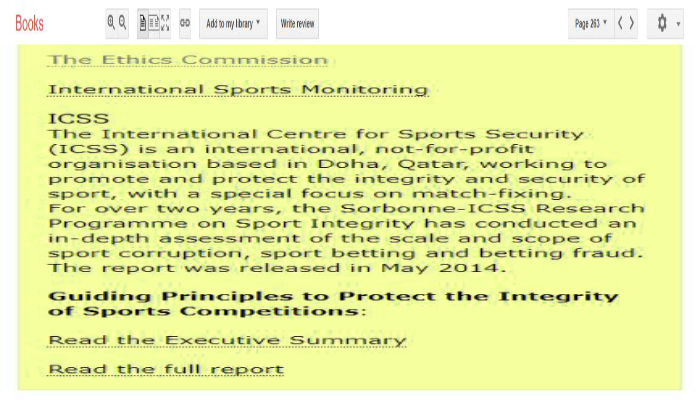 Books
Add to my library
Write review
Page 263
The Ethics Commission
International Sports Monitoring
ICSS
The International Centre for Sports Security
(ICSS) is an international, not-for-profit
organisation based in Doha, Qatar, working to
promote and protect the integrity and security of
sport, with a special focus on match-fixing.
For over two years, the Sorbonne-ICSS Research
Programme on Sport Integrity has conducted an
in-depth assessment of the scale and scope of
sport corruption, sport betting and betting fraud.
The report was released in May 2014.
Guiding Principles to Protect the Integrity
of Sports Competitions:
Read the Executive Summary
Read the full report